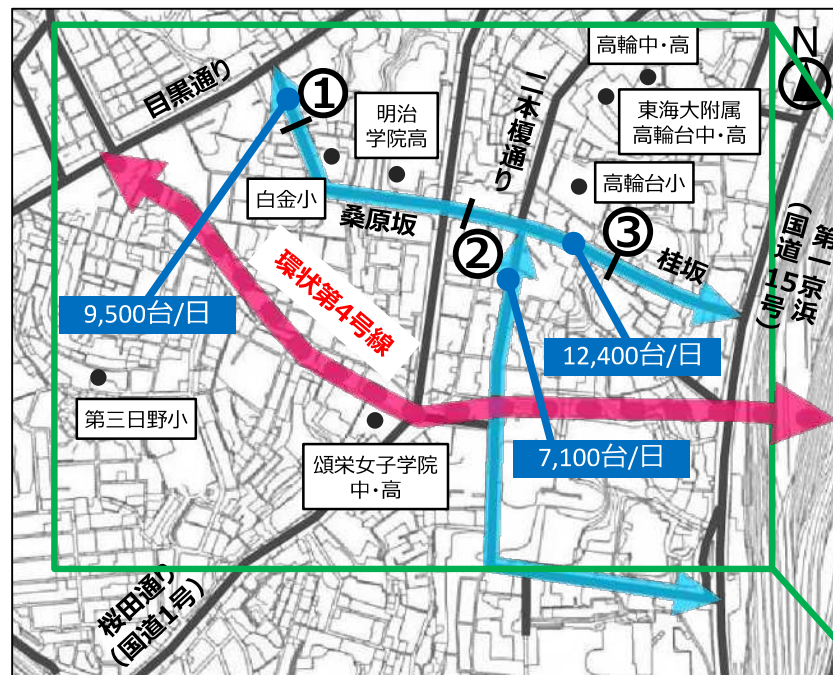 高輪中・高
N
目黒通り
①
明治
学院高
二本榎通り
東海大附属
高輪台中・高
白金小
高輪台小
桑原坂
②
③
桂坂
第一京浜
(国道15号)
環状第4号線
9,500台/日
12,400台/日
第三日野小
7,100台/日
頌栄女子学院
中・高
桜田通り
(国道1号)